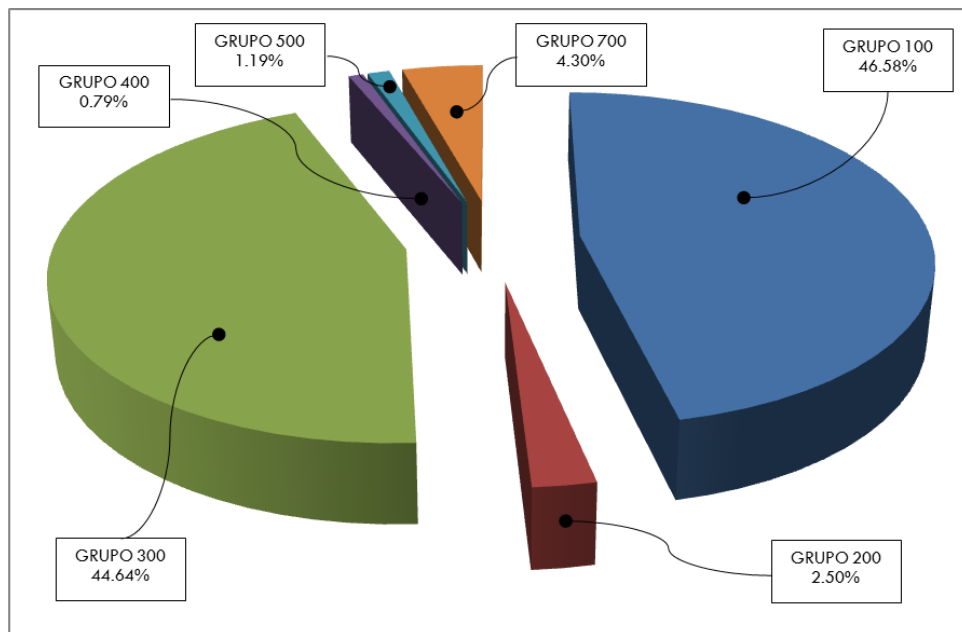 GRUPO 500
1.19%
GRUPO 700
4.30%
GRUPO 100
46.58%
GRUPO 400
0.79%
GRUPO 300
44.64%
GRUPO 200
2.50%